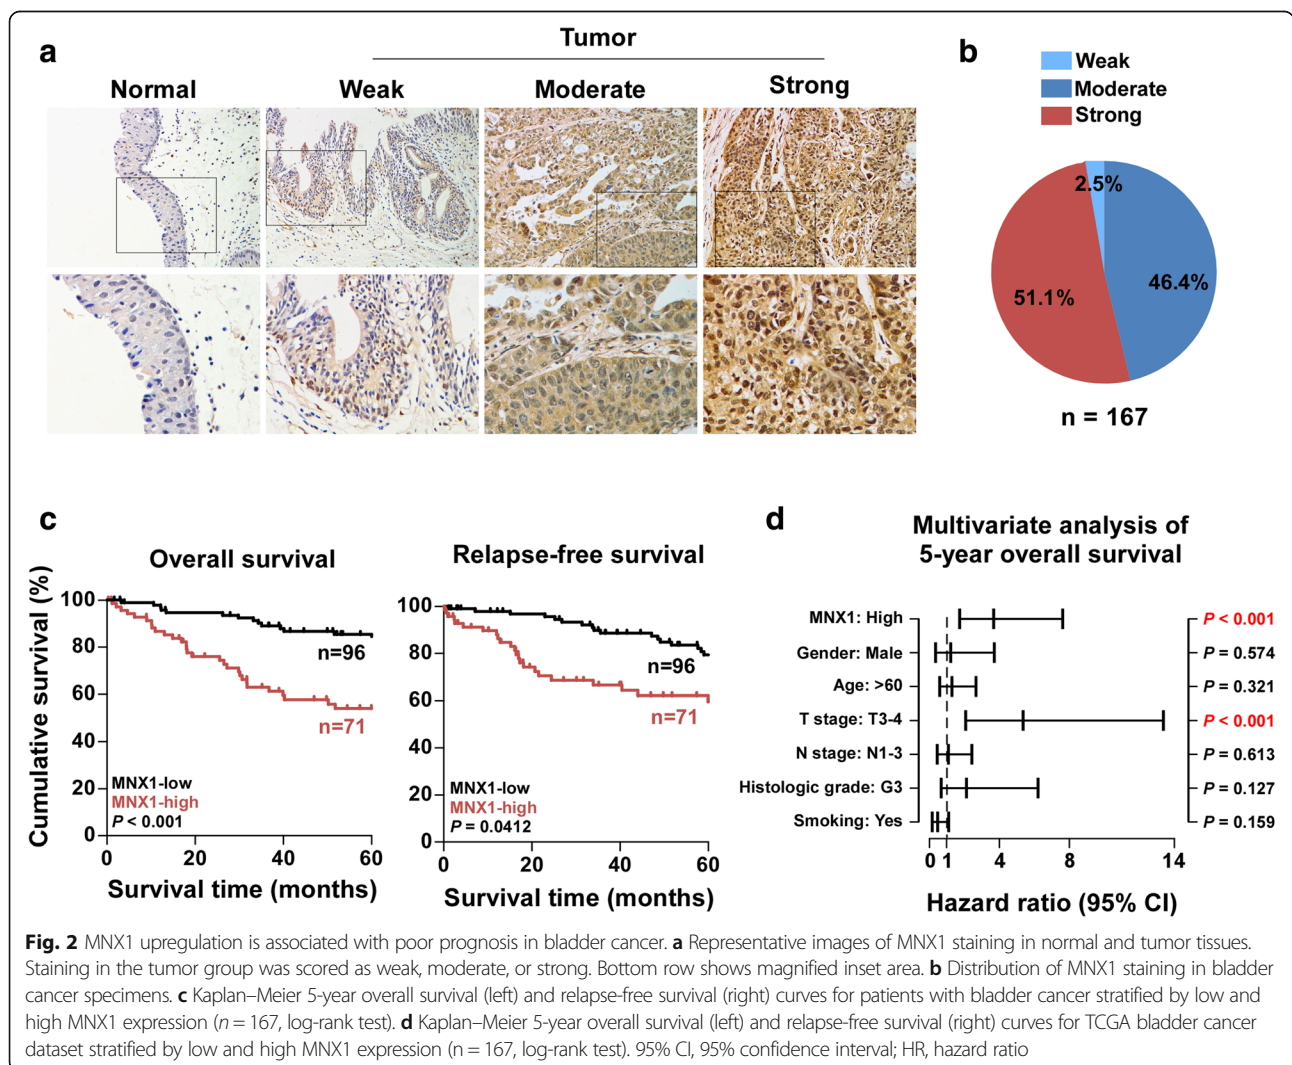 a
Tumor
Normal
Weak
Moderate
Strong
b
Weak
Moderate
Strong
2.5%
46.4%
51.1%
n = 167
c
Overall survival
Relapse-free survival
Cumulative survival (%)
100
80
60
40
20
0
n=96
n=71
MNX1-low
MNX1-high
P < 0.001
0 20 40 60
Survival time (months)
100
80
60
40
20
0
n=96
n=71
MNX1-low
MNX1-high
P = 0.0412
0 20 40 60
Survival time (months)
d
Multivariate analysis of
5-year overall survival
MNX1: High P < 0.001
Gender: Male P = 0.574
Age: >60 P = 0.321
T stage: T3-4 P < 0.001
N stage: N1-3 P = 0.613
Histologic grade: G3 P = 0.127
Smoking: Yes P = 0.159
0 1 4 8 14
Hazard ratio (95% CI)
Fig. 2 MNX1 upregulation is associated with poor prognosis in bladder cancer. a Representative images of MNX1 staining in normal and tumor tissues.
Staining in the tumor group was scored as weak, moderate, or strong. Bottom row shows magnified inset area. b Distribution of MNX1 staining in bladder
cancer specimens. c Kaplan–Meier 5-year overall survival (left) and relapse-free survival (right) curves for patients with bladder cancer stratified by low and
high MNX1 expression (n = 167, log-rank test). d Kaplan–Meier 5-year overall survival (left) and relapse-free survival (right) curves for TCGA bladder cancer
dataset stratified by low and high MNX1 expression (n = 167, log-rank test). 95% CI, 95% confidence interval; HR, hazard ratio